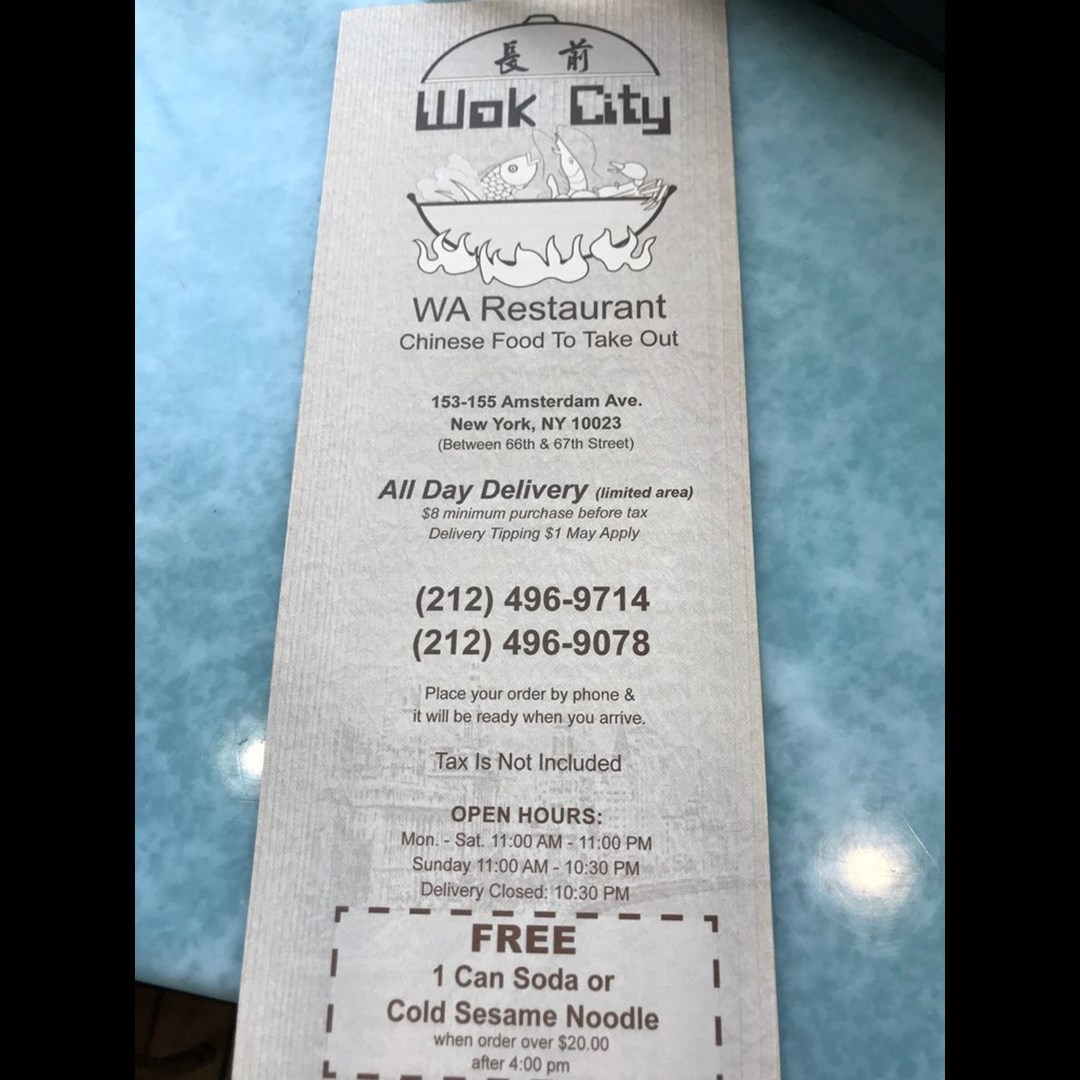 長 前
Wok City
WA Restaurant
Chinese Food To Take Out
153-155 Amsterdam Ave.
New York, NY 10023
(Between 66th & 67th Street)
All Day Delivery (limited area)
$8 minimum purchase before tax
Delivery Tipping $1 May Apply
(212) 496-9714
(212) 496-9078
Place your order by phone &
it will be ready when you arrive.
Tax Is Not Included
OPEN HOURS:
Mon. - Sat. 11:00 AM - 11:00 PM
Sunday 11:00 AM - 10:30 PM
Delivery Closed: 10:30 PM
FREE
1 Can Soda or
Cold Sesame Noodle
when order over $20.00
after 4:00 pm